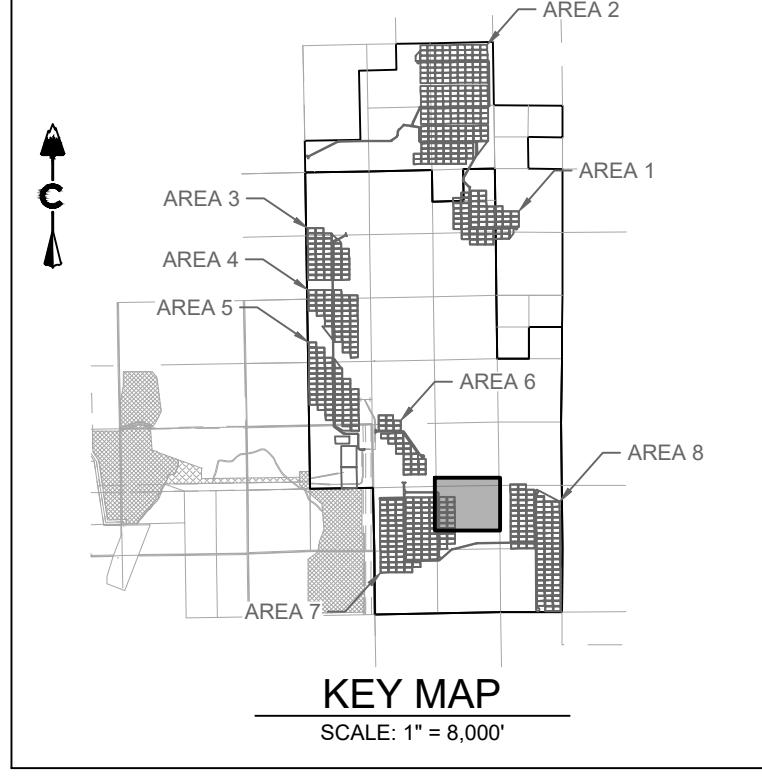 AREA 2
AREA 1
AREA 3
AREA 4
AREA 5
AREA 6
AREA 8
AREA 7
C
KEY MAP
SCALE: 1" = 8,000'